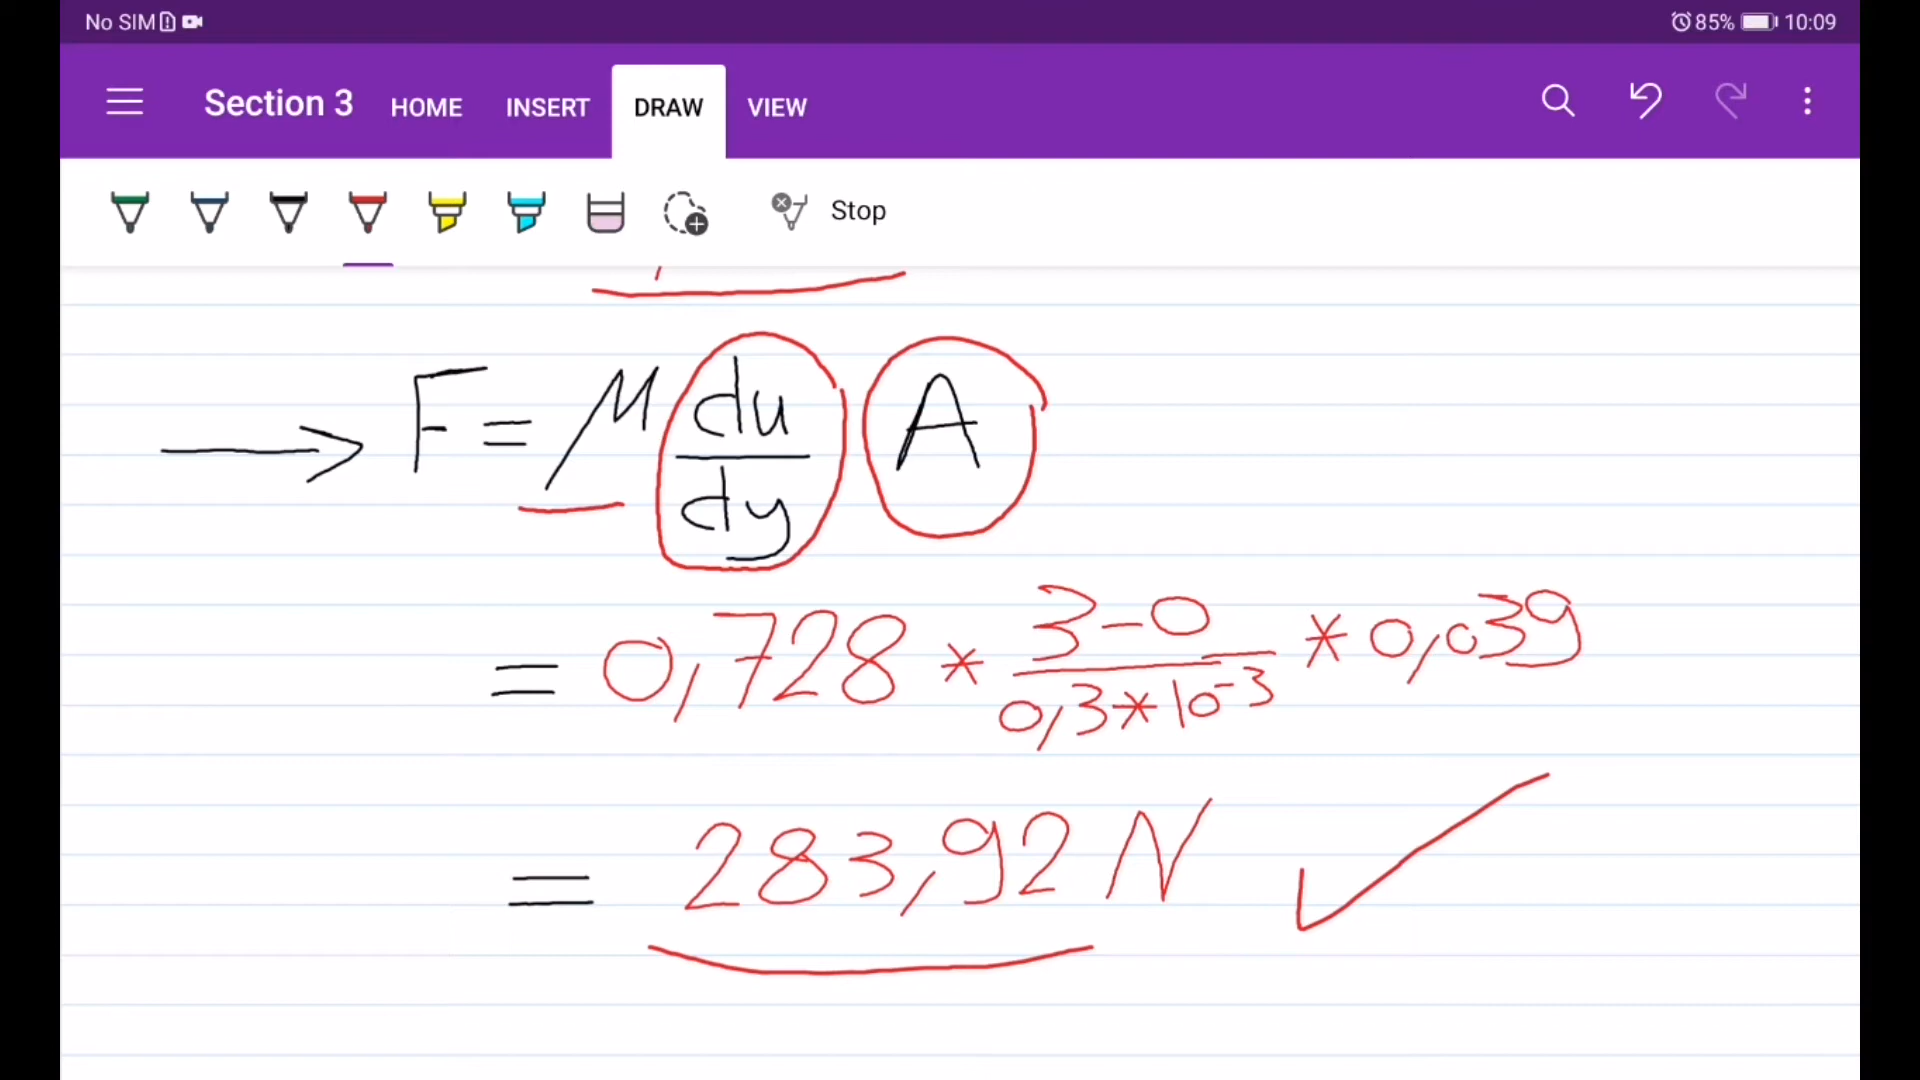 No SIM 85% 10:09
Section 3 HOME INSERT DRAW VIEW
Stop
F = μ du/dy A
= 0,728 * (3-0)/(0,3*10^-3) * 0,039
= 283,92 N